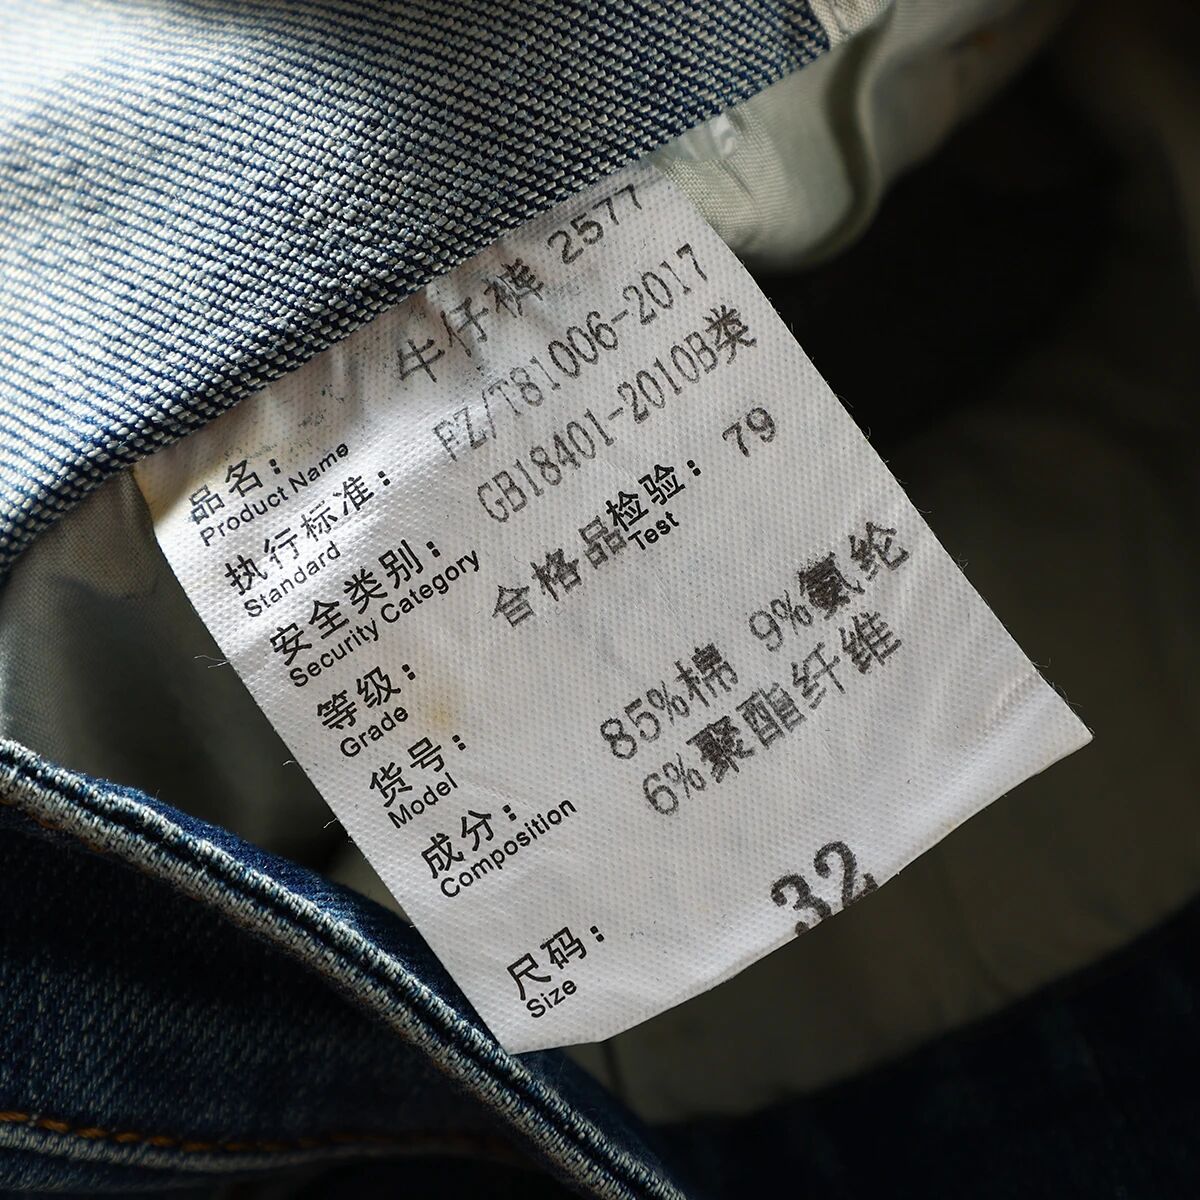 品名： 牛仔裤 2577
Product Name
执行标准： FZ/T81006-2017
Standard
安全类别： GB18401-2010B类
Security Category
等级： 合格品 检验： 79
Grade Test
货号：
Model
成分： 85%棉 9%氨纶
Composition 6%聚酯纤维
尺码： 32
Size